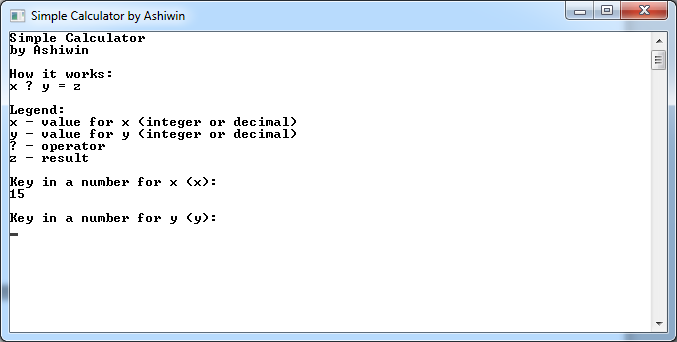 Simple Calculator by Ashiwin
Simple Calculator
by Ashiwin
How it works:
x ? y = z
Legend:
x - value for x (integer or decimal)
y - value for y (integer or decimal)
? - operator
z - result
Key in a number for x (x):
15
Key in a number for y (y):